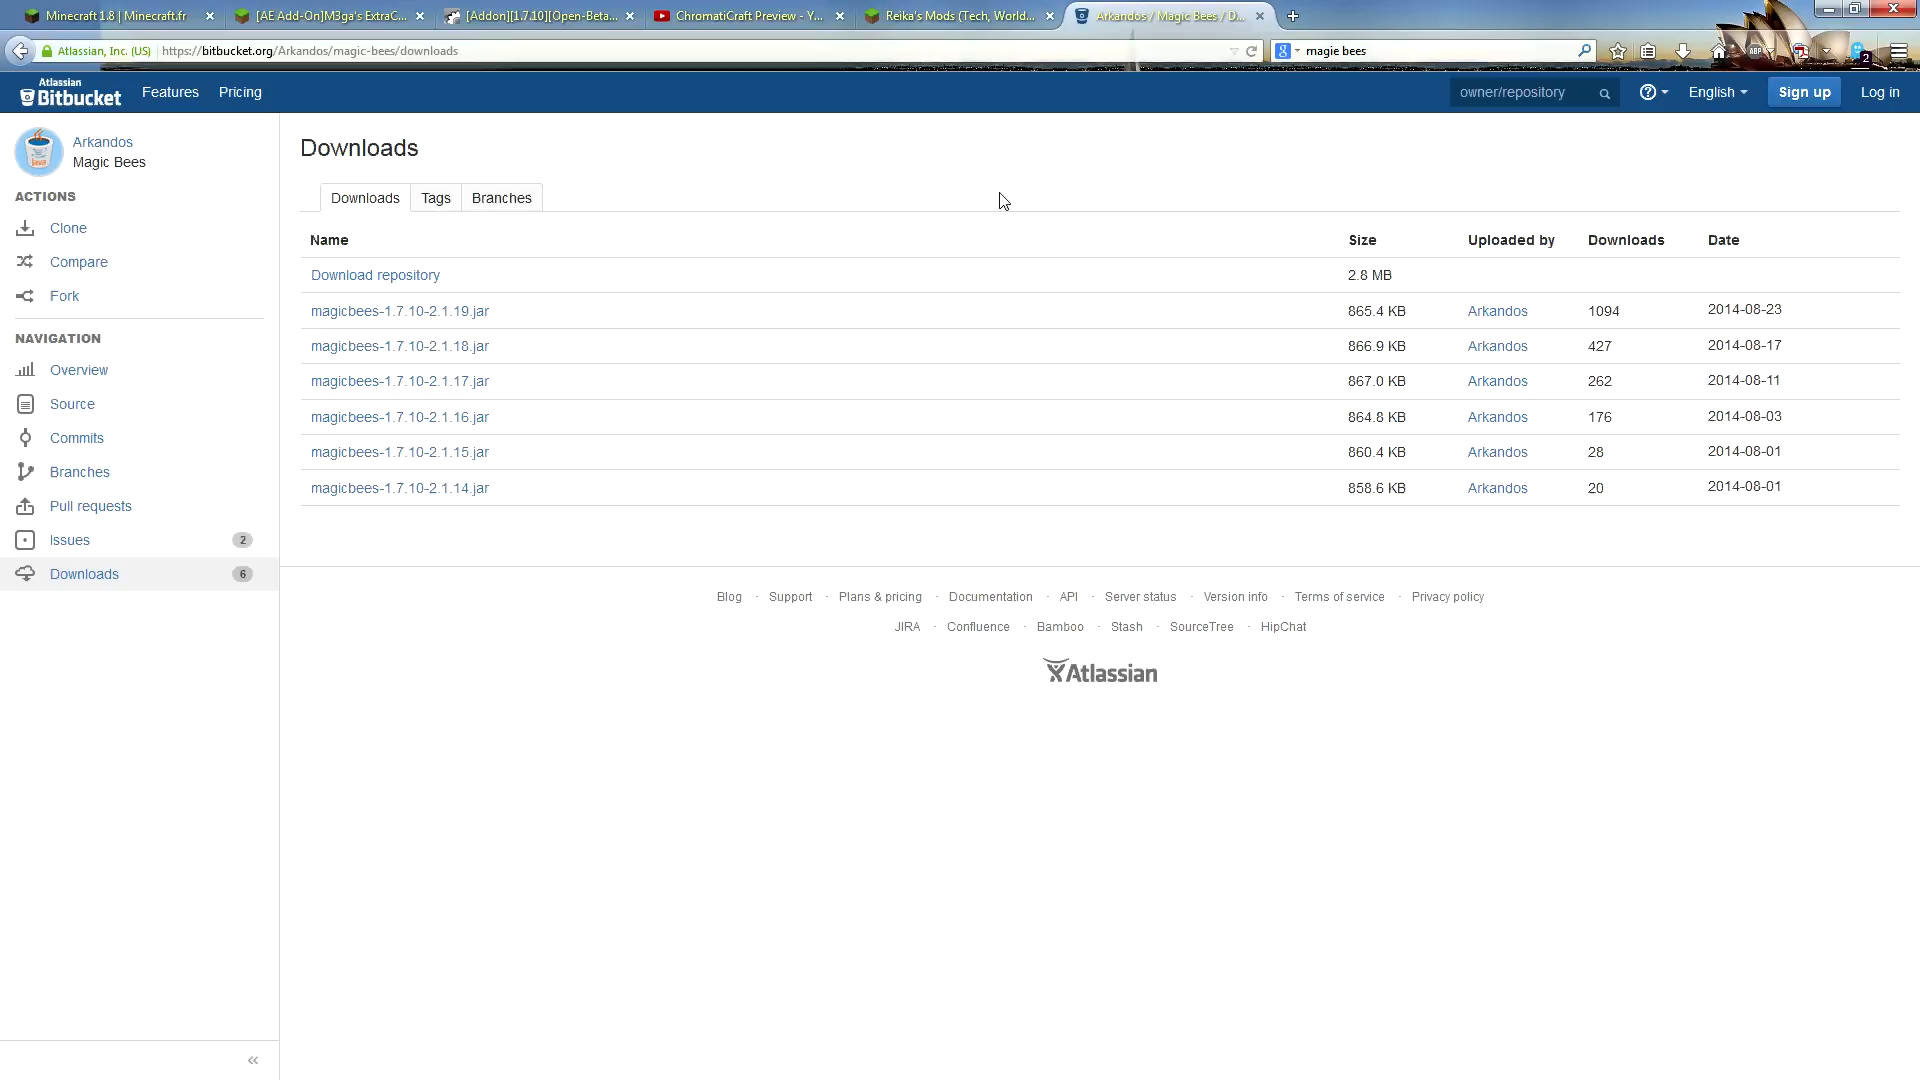 Minecraft 1.8 | Minecraft.fr
[AE Add-On]M3ga's ExtraC...
[Addon][1.7.10][Open-Beta...
ChromatiCraft Preview - Y...
Reika's Mods (Tech, World...
Arkandos / Magic Bees / D...
Atlassian, Inc. (US)
https://bitbucket.org/Arkandos/magic-bees/downloads
magie bees
ABP
2
Atlassian
Bitbucket
Features
Pricing
owner/repository
English
Sign up
Log in
Arkandos
Magic Bees
ACTIONS
Clone
Compare
Fork
NAVIGATION
Overview
Source
Commits
Branches
Pull requests
Issues 2
Downloads 6
«
Downloads
Downloads Tags Branches
Name Size Uploaded by Downloads Date
Download repository 2.8 MB
magicbees-1.7.10-2.1.19.jar 865.4 KB Arkandos 1094 2014-08-23
magicbees-1.7.10-2.1.18.jar 866.9 KB Arkandos 427 2014-08-17
magicbees-1.7.10-2.1.17.jar 867.0 KB Arkandos 262 2014-08-11
magicbees-1.7.10-2.1.16.jar 864.8 KB Arkandos 176 2014-08-03
magicbees-1.7.10-2.1.15.jar 860.4 KB Arkandos 28 2014-08-01
magicbees-1.7.10-2.1.14.jar 858.6 KB Arkandos 20 2014-08-01
Blog · Support · Plans & pricing · Documentation · API · Server status · Version info · Terms of service · Privacy policy
JIRA · Confluence · Bamboo · Stash · SourceTree · HipChat
Atlassian